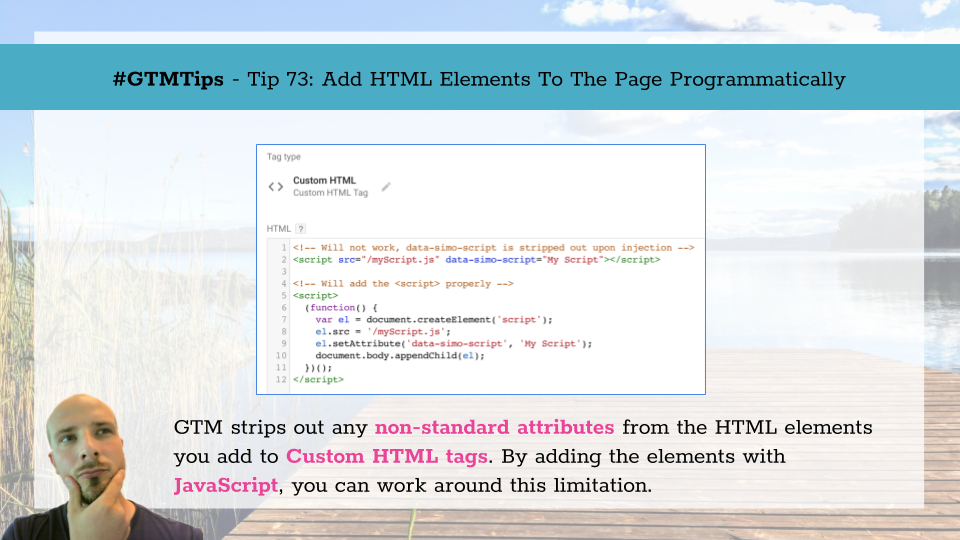 #GTMTips - Tip 73: Add HTML Elements To The Page Programmatically
Tag type
Custom HTML
Custom HTML Tag
HTML ?
1 <!-- Will not work, data-simo-script is stripped out upon injection -->
2 <script src="/myScript.js" data-simo-script="My Script"></script>
3
4 <!-- Will add the <script> properly -->
5 <script>
6 (function() {
7 var el = document.createElement('script');
8 el.src = '/myScript.js';
9 el.setAttribute('data-simo-script', 'My Script');
10 document.body.appendChild(el);
11 })();
12 </script>
GTM strips out any non-standard attributes from the HTML elements
you add to Custom HTML tags. By adding the elements with
JavaScript, you can work around this limitation.